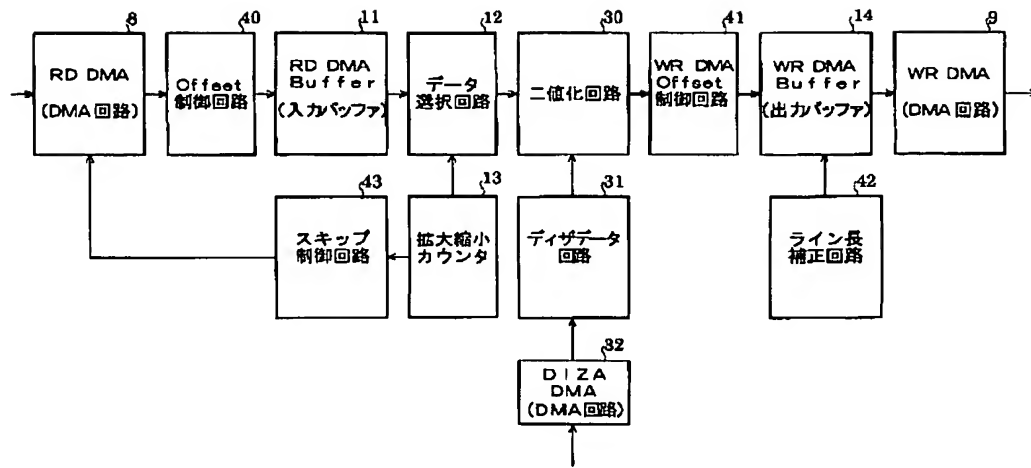 8
RD DMA
(DMA回路)
40
Offset
制御回路
11
RD DMA
Buffer
(入力バッファ)
12
データ
選択回路
30
二値化回路
41
WR DMA
Offset
制御回路
14
WR DMA
Buffer
(出力バッファ)
9
WR DMA
(DMA回路)
43
スキップ
制御回路
13
拡大縮小
カウンタ
31
ディザデータ
回路
42
ライン長
補正回路
32
DIZA
DMA
(DMA回路)